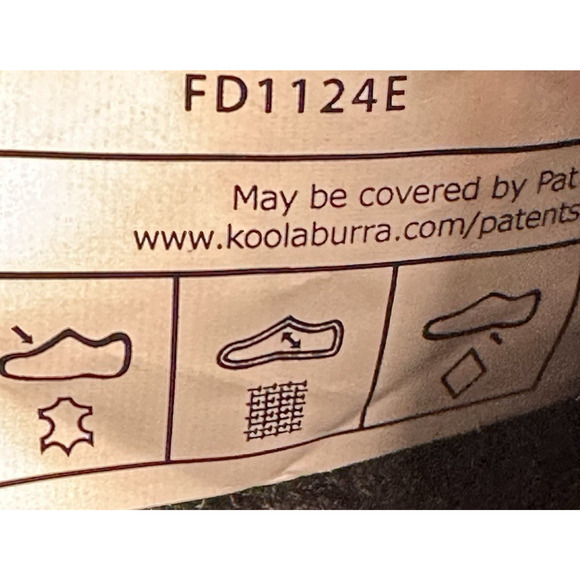 FD1124E
May be covered by Pat
www.koolaburra.com/patents